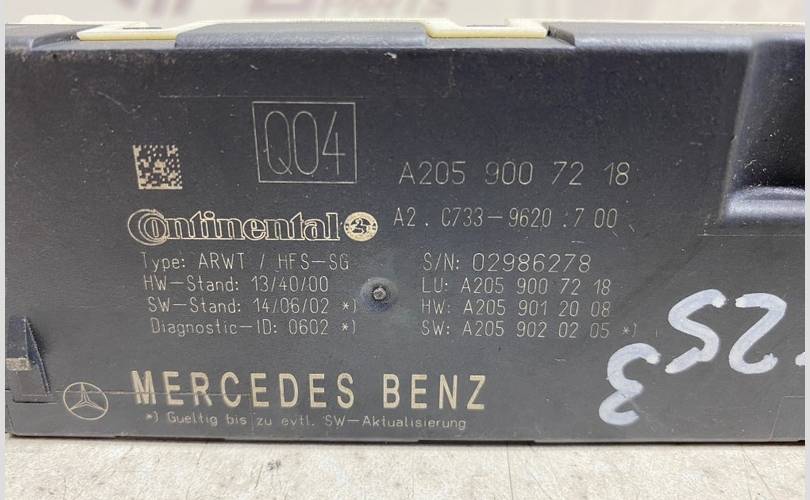 Q04
A205 900 72 18
Continental
A2.C733-9620.700
Type: ARWT / HFS-SG
S/N: 02986278
HW-Stand: 13/40/00
LU: A205 900 72 18
SW-Stand: 14/06/02 *)
HW: A205 901 20 08
Diagnostic-ID: 0602 *)
SW: A205 902 02 05 *)
MERCEDES BENZ
*) Gueltig bis zu evtl. SW-Aktualisierung